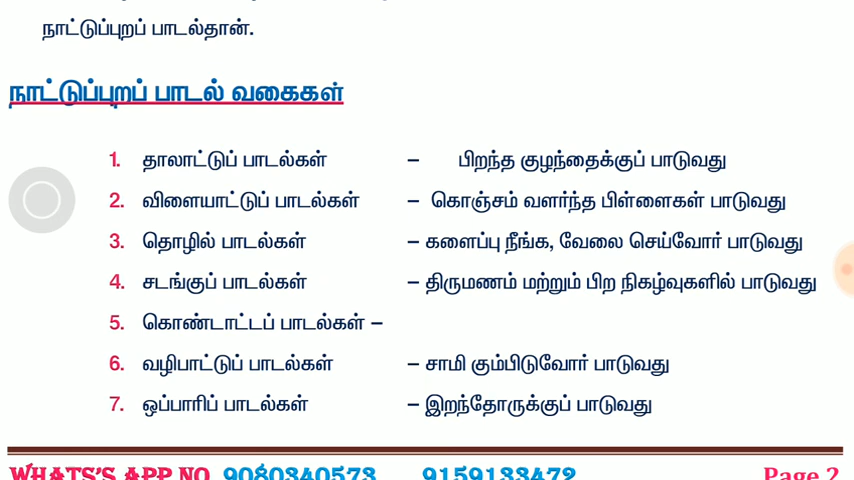 நாட்டுப்புறப் பாடல்தான்.
நாட்டுப்புறப் பாடல் வகைகள்
1. தாலாட்டுப் பாடல்கள் – பிறந்த குழந்தைக்குப் பாடுவது
2. விளையாட்டுப் பாடல்கள் – கொஞ்சம் வளர்ந்த பிள்ளைகள் பாடுவது
3. தொழில் பாடல்கள் – களைப்பு நீங்க, வேலை செய்வோர் பாடுவது
4. சடங்குப் பாடல்கள் – திருமணம் மற்றும் பிற நிகழ்வுகளில் பாடுவது
5. கொண்டாட்டப் பாடல்கள் –
6. வழிபாட்டுப் பாடல்கள் – சாமி கும்பிடுவோர் பாடுவது
7. ஒப்பாரிப் பாடல்கள் – இறந்தோருக்குப் பாடுவது
WHATS'S APP NO 9080340573 9159133472 Page 2